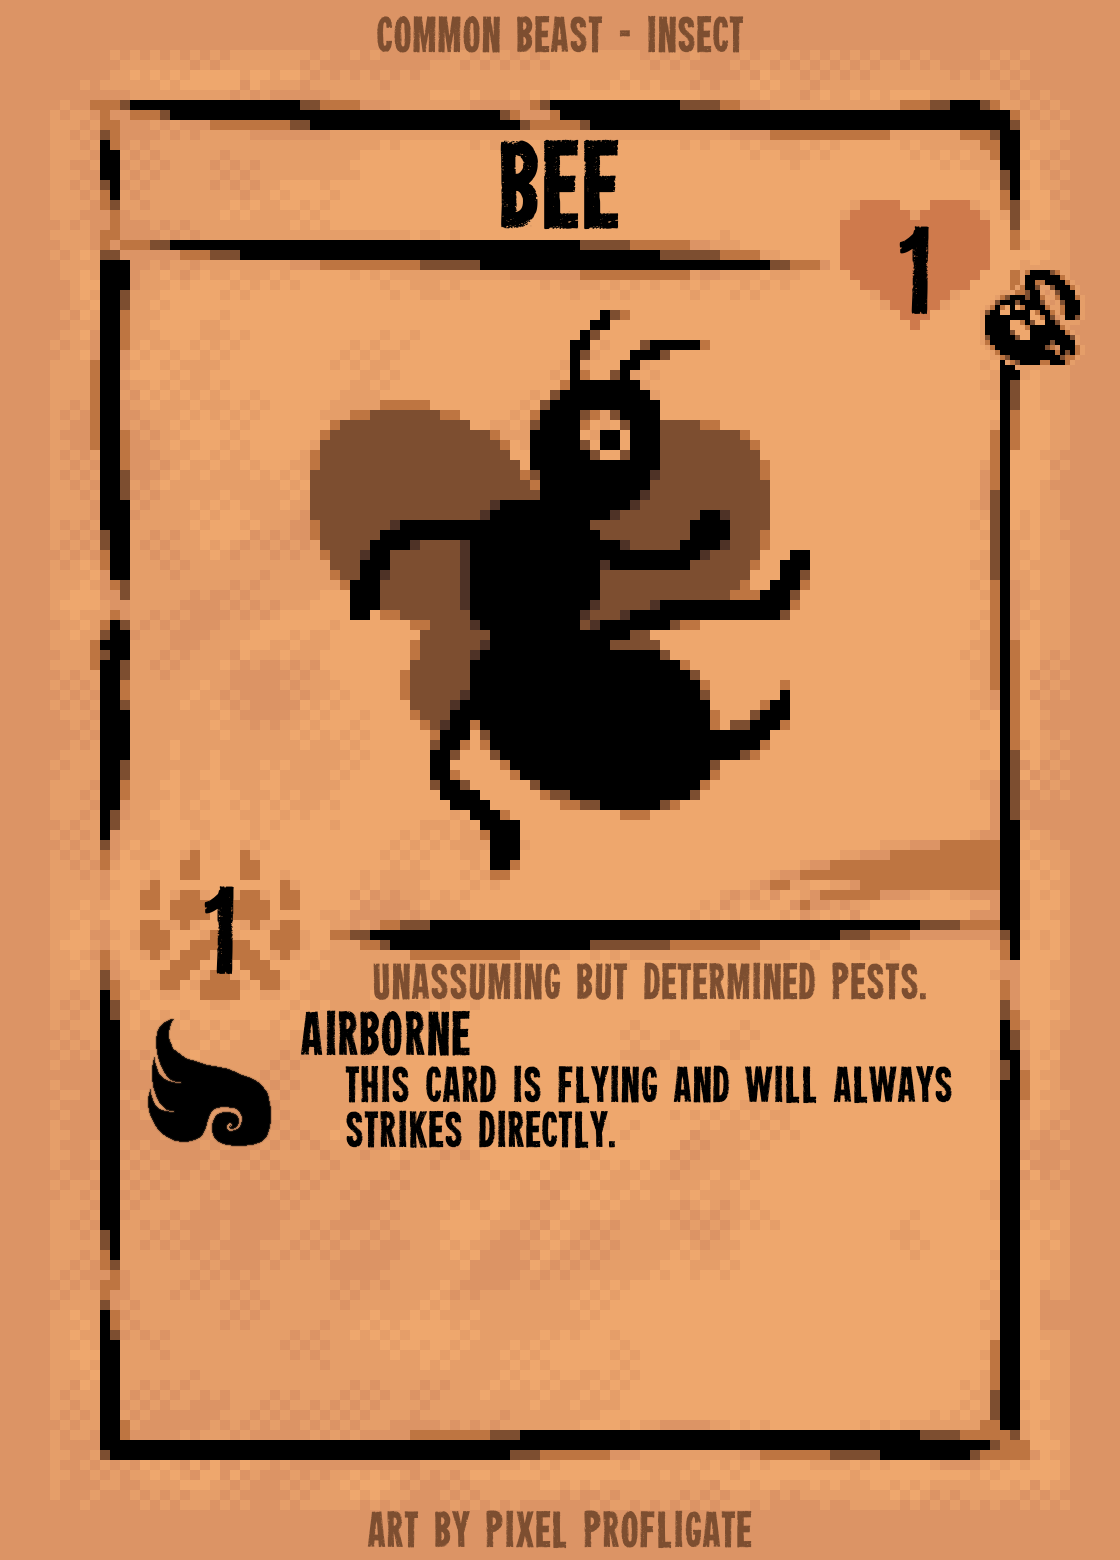 COMMON BEAST - INSECT
BEE
1
1
UNASSUMING BUT DETERMINED PESTS.
AIRBORNE
THIS CARD IS FLYING AND WILL ALWAYS
STRIKES DIRECTLY.
ART BY PIXEL PROFLIGATE